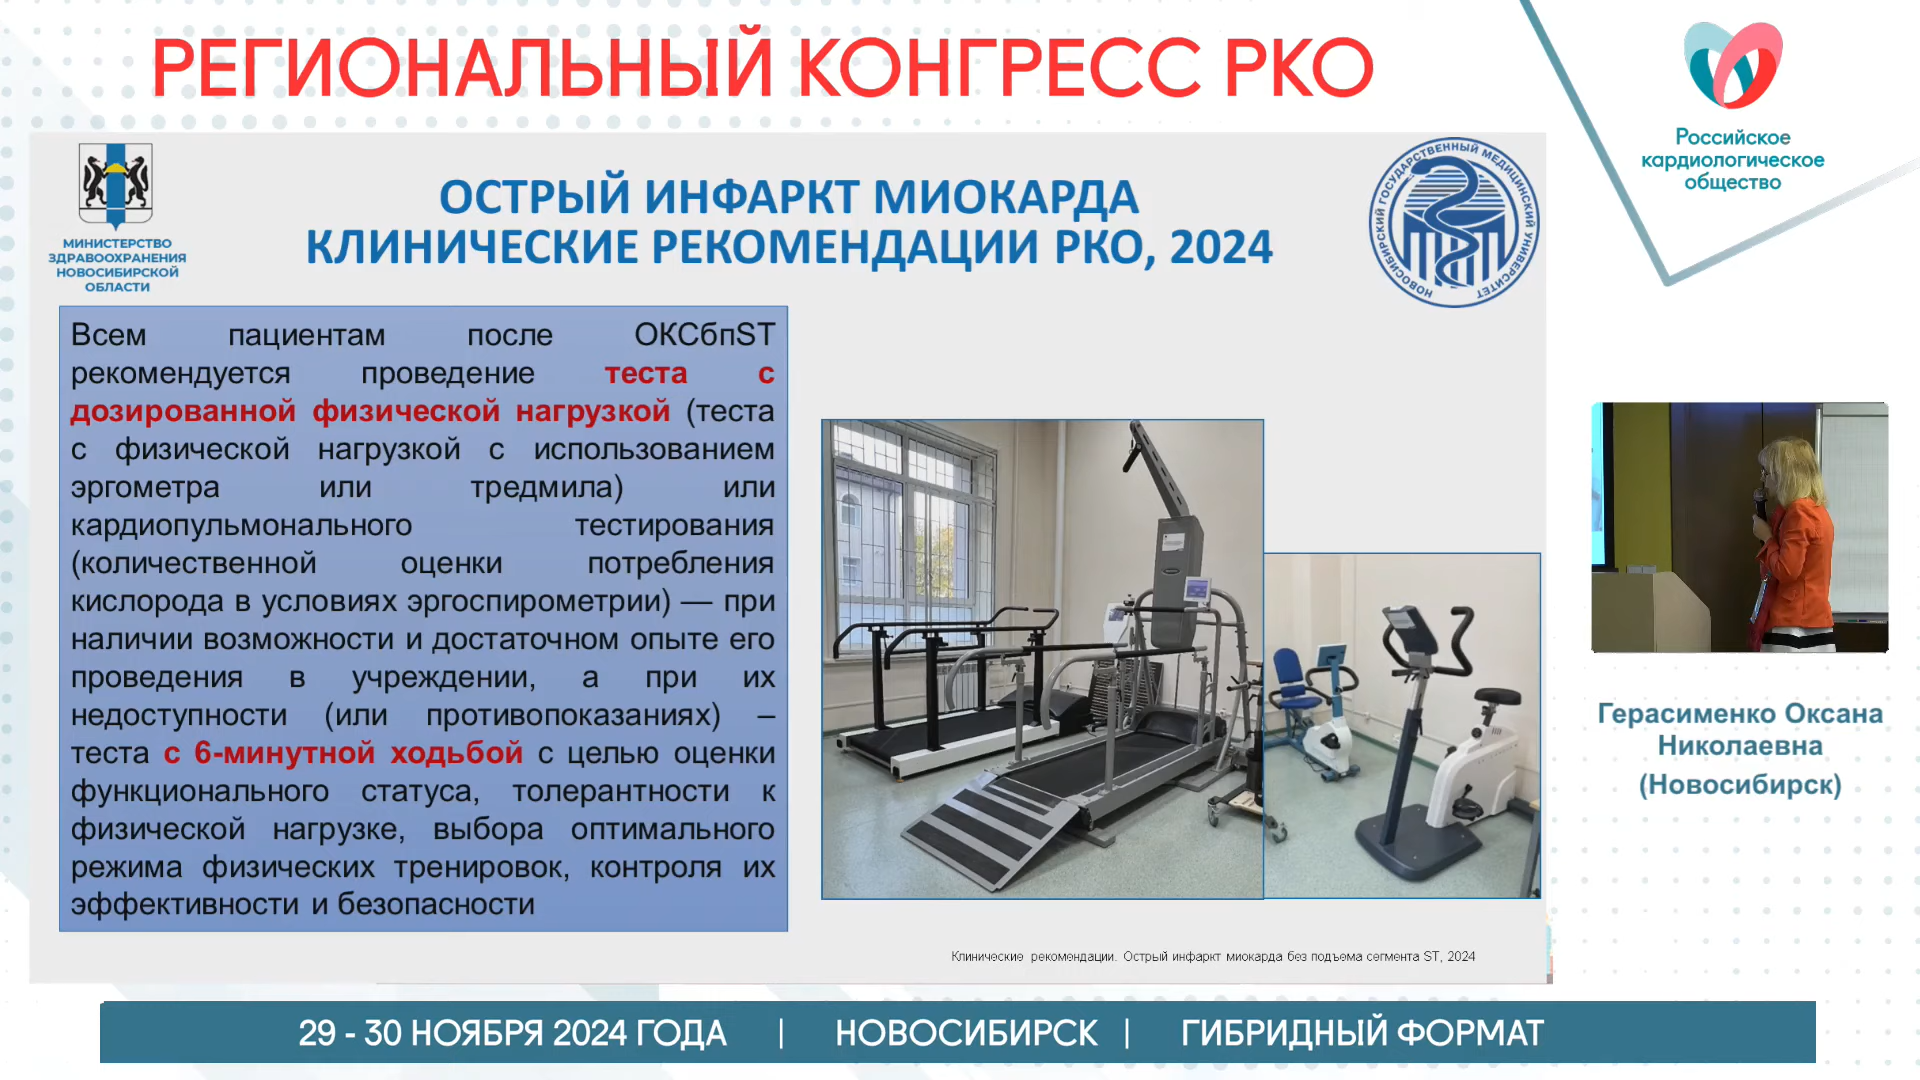 РЕГИОНАЛЬНЫЙ КОНГРЕСС РКО
Российское
кардиологическое
общество
МИНИСТЕРСТВО
ЗДРАВООХРАНЕНИЯ
НОВОСИБИРСКОЙ
ОБЛАСТИ
ОСТРЫЙ ИНФАРКТ МИОКАРДА
КЛИНИЧЕСКИЕ РЕКОМЕНДАЦИИ РКО, 2024
НОВОСИБИРСКИЙ ГОСУДАРСТВЕННЫЙ МЕДИЦИНСКИЙ УНИВЕРСИТЕТ
Всем пациентам после ОКСбпST
рекомендуется проведение теста с
дозированной физической нагрузкой (теста
с физической нагрузкой с использованием
эргометра или тредмила) или
кардиопульмонального тестирования
(количественной оценки потребления
кислорода в условиях эргоспирометрии) — при
наличии возможности и достаточном опыте его
проведения в учреждении, а при их
недоступности (или противопоказаниях) –
теста с 6-минутной ходьбой с целью оценки
функционального статуса, толерантности к
физической нагрузке, выбора оптимального
режима физических тренировок, контроля их
эффективности и безопасности
Клинические рекомендации. Острый инфаркт миокарда без подъема сегмента ST, 2024
Герасименко Оксана
Николаевна
(Новосибирск)
29 - 30 НОЯБРЯ 2024 ГОДА | НОВОСИБИРСК | ГИБРИДНЫЙ ФОРМАТ